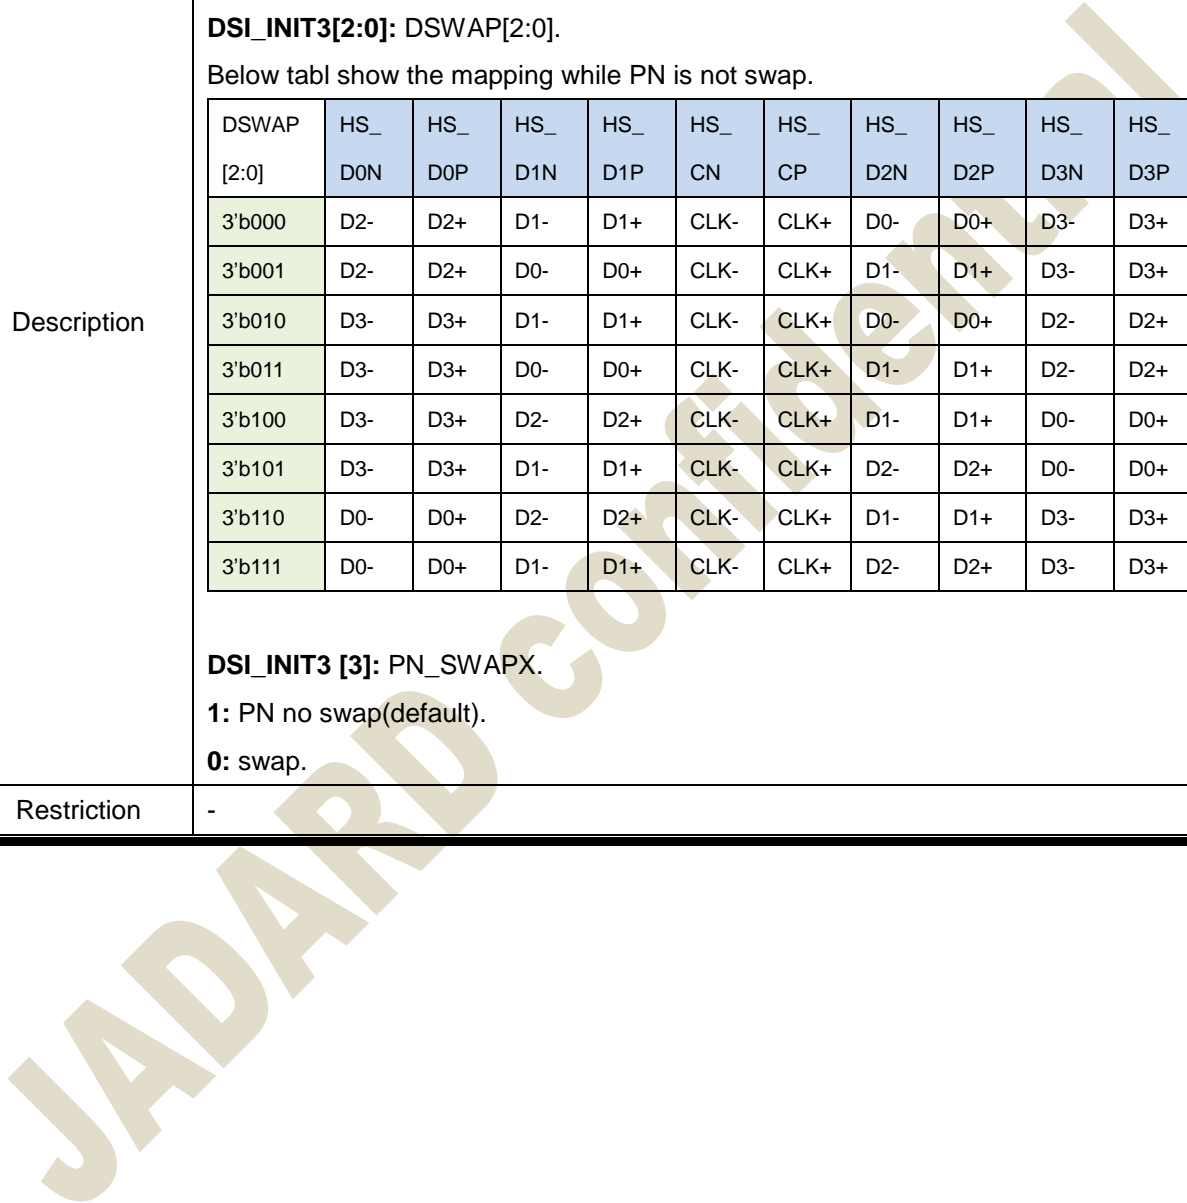 DSI_INIT3[2:0]: DSWAP[2:0].
Below tabl show the mapping while PN is not swap.
DSWAP HS_ HS_ HS_ HS_ HS_ HS_ HS_ HS_ HS_ HS_
[2:0] D0N D0P D1N D1P CN CP D2N D2P D3N D3P
3'b000 D2- D2+ D1- D1+ CLK- CLK+ D0- D0+ D3- D3+
3'b001 D2- D2+ D0- D0+ CLK- CLK+ D1- D1+ D3- D3+
Description
3'b010 D3- D3+ D1- D1+ CLK- CLK+ D0- D0+ D2- D2+
3'b011 D3- D3+ D0- D0+ CLK- CLK+ D1- D1+ D2- D2+
3'b100 D3- D3+ D2- D2+ CLK- CLK+ D1- D1+ D0- D0+
3'b101 D3- D3+ D1- D1+ CLK- CLK+ D2- D2+ D0- D0+
3'b110 D0- D0+ D2- D2+ CLK- CLK+ D1- D1+ D3- D3+
3'b111 D0- D0+ D1- D1+ CLK- CLK+ D2- D2+ D3- D3+
DSI_INIT3 [3]: PN_SWAPX.
1: PN no swap(default).
0: swap.
Restriction -
JADARD confidential